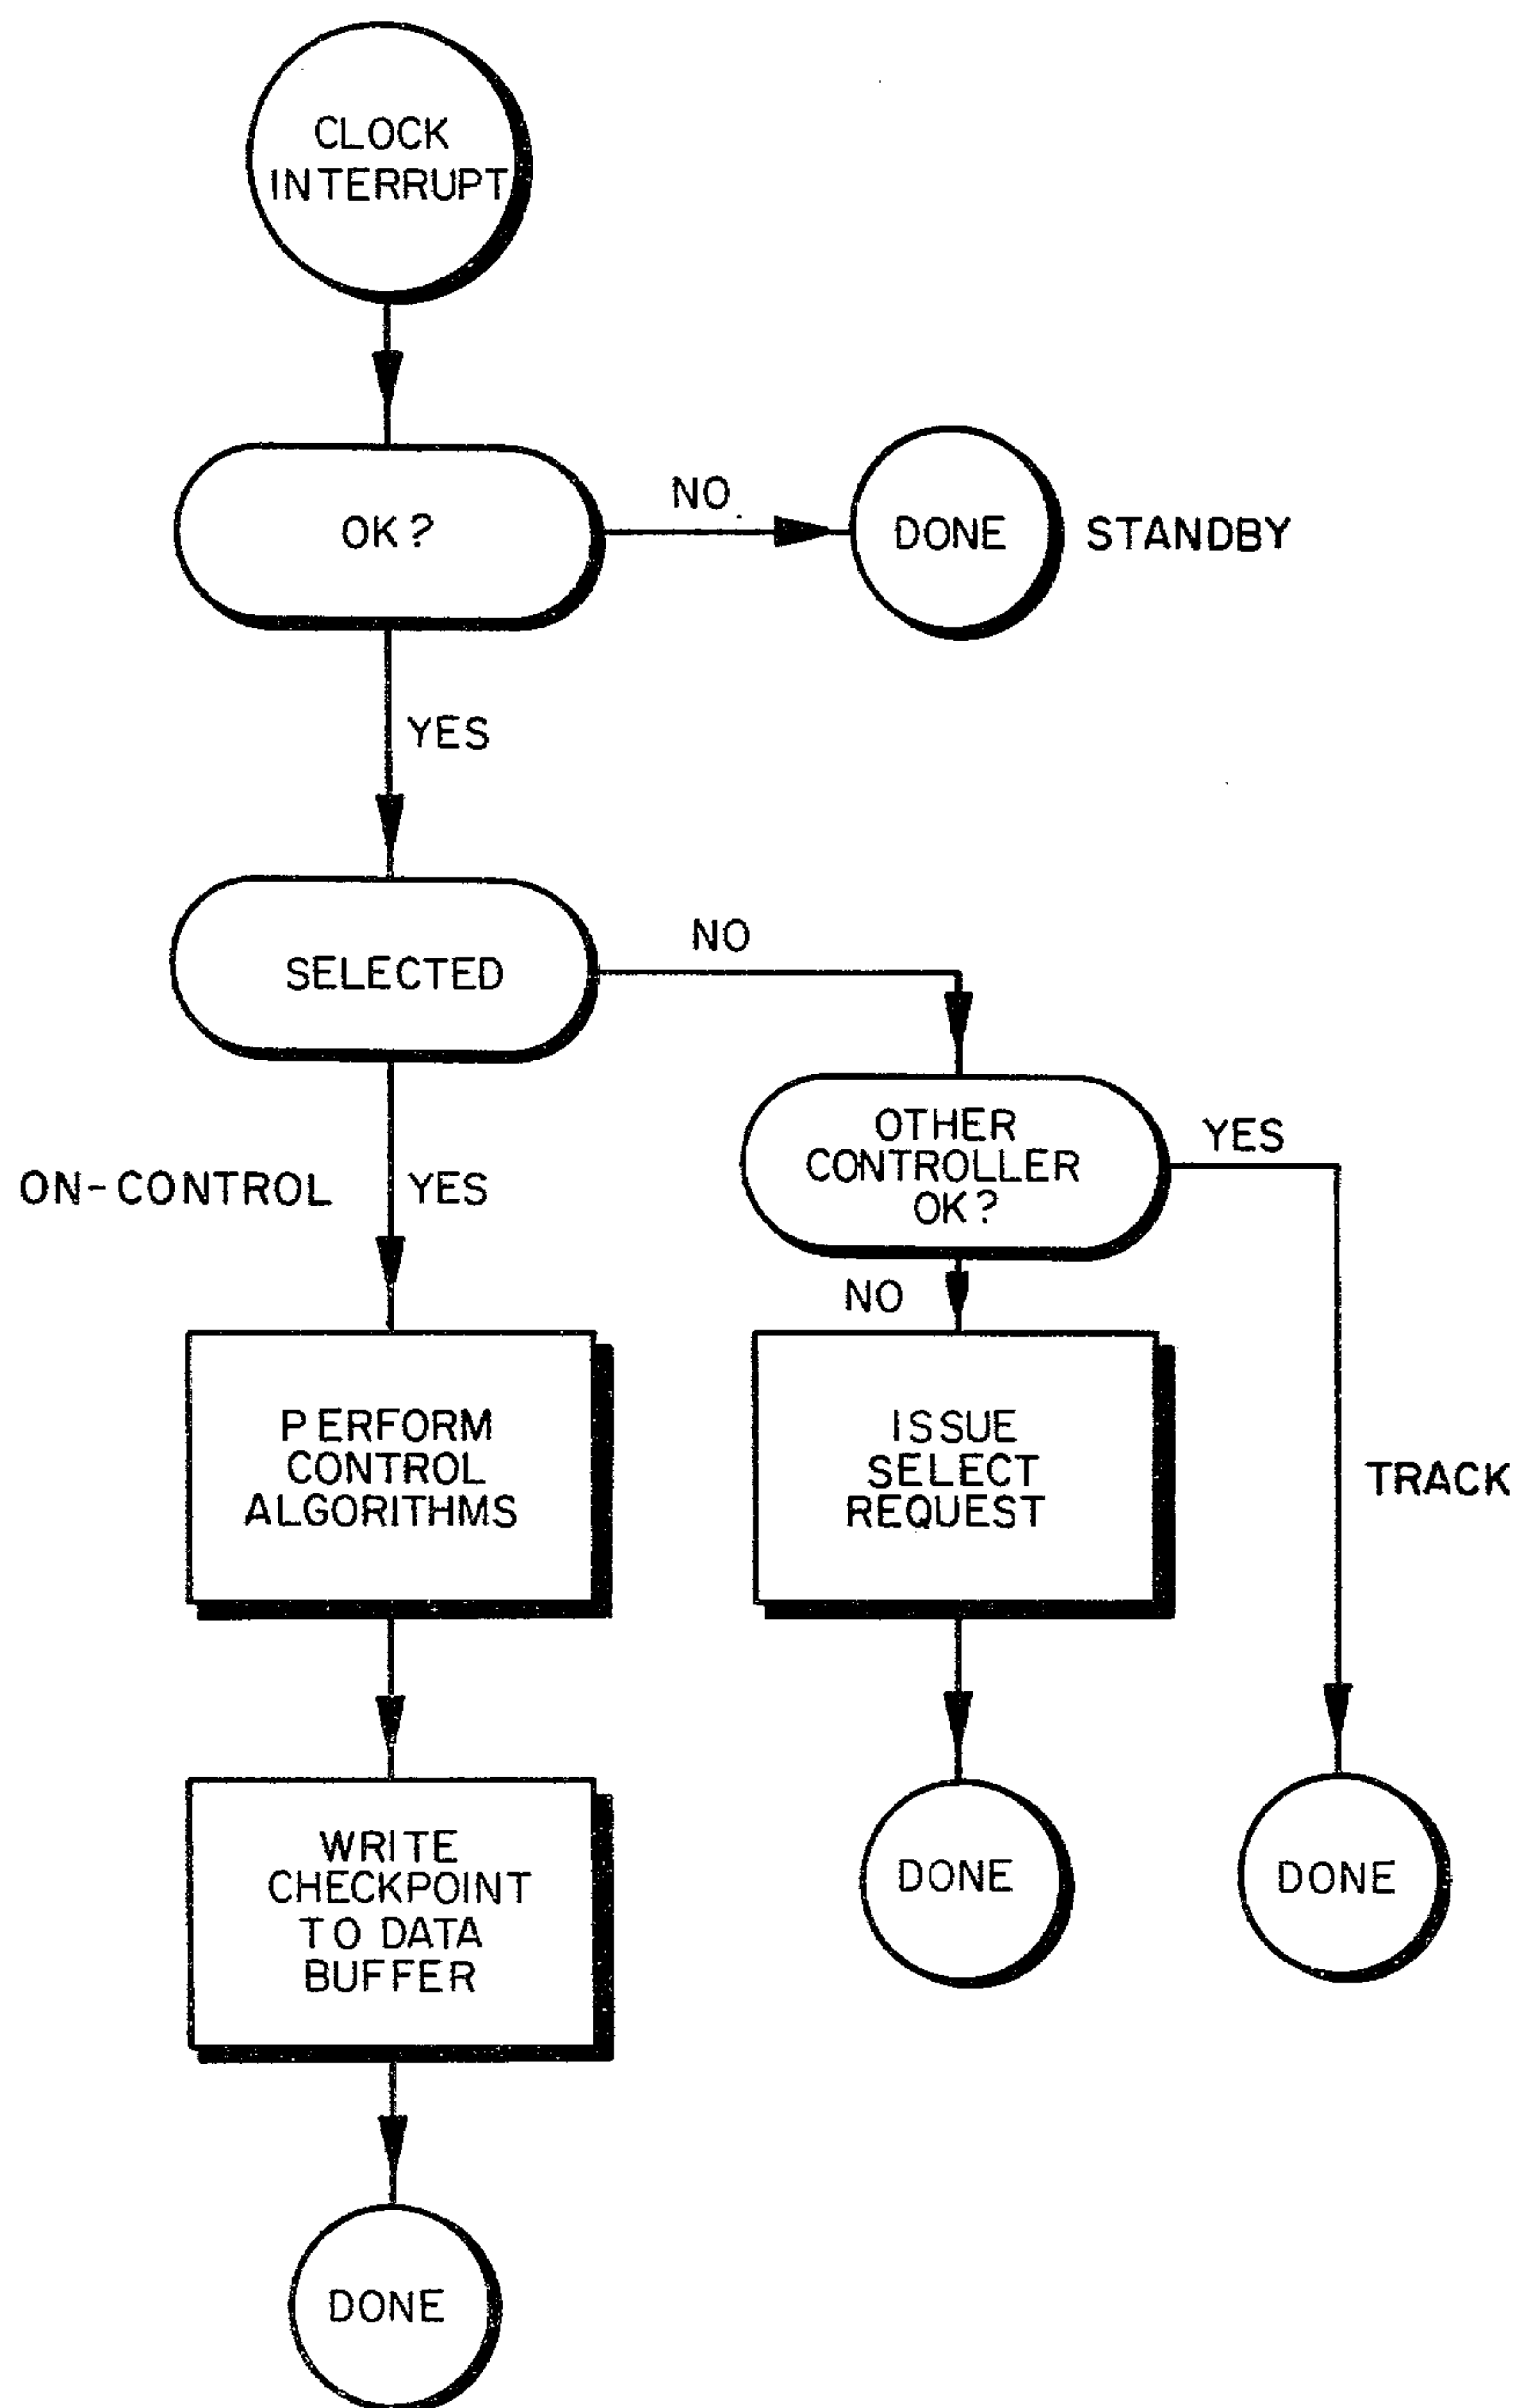 CLOCK
INTERRUPT
OK?
NO
DONE
STANDBY
YES
SELECTED
NO
OTHER
CONTROLLER
OK?
YES
ON-CONTROL
YES
NO
PERFORM
CONTROL
ALGORITHMS
ISSUE
SELECT
REQUEST
TRACK
WRITE
CHECKPOINT
TO DATA
BUFFER
DONE
DONE
DONE